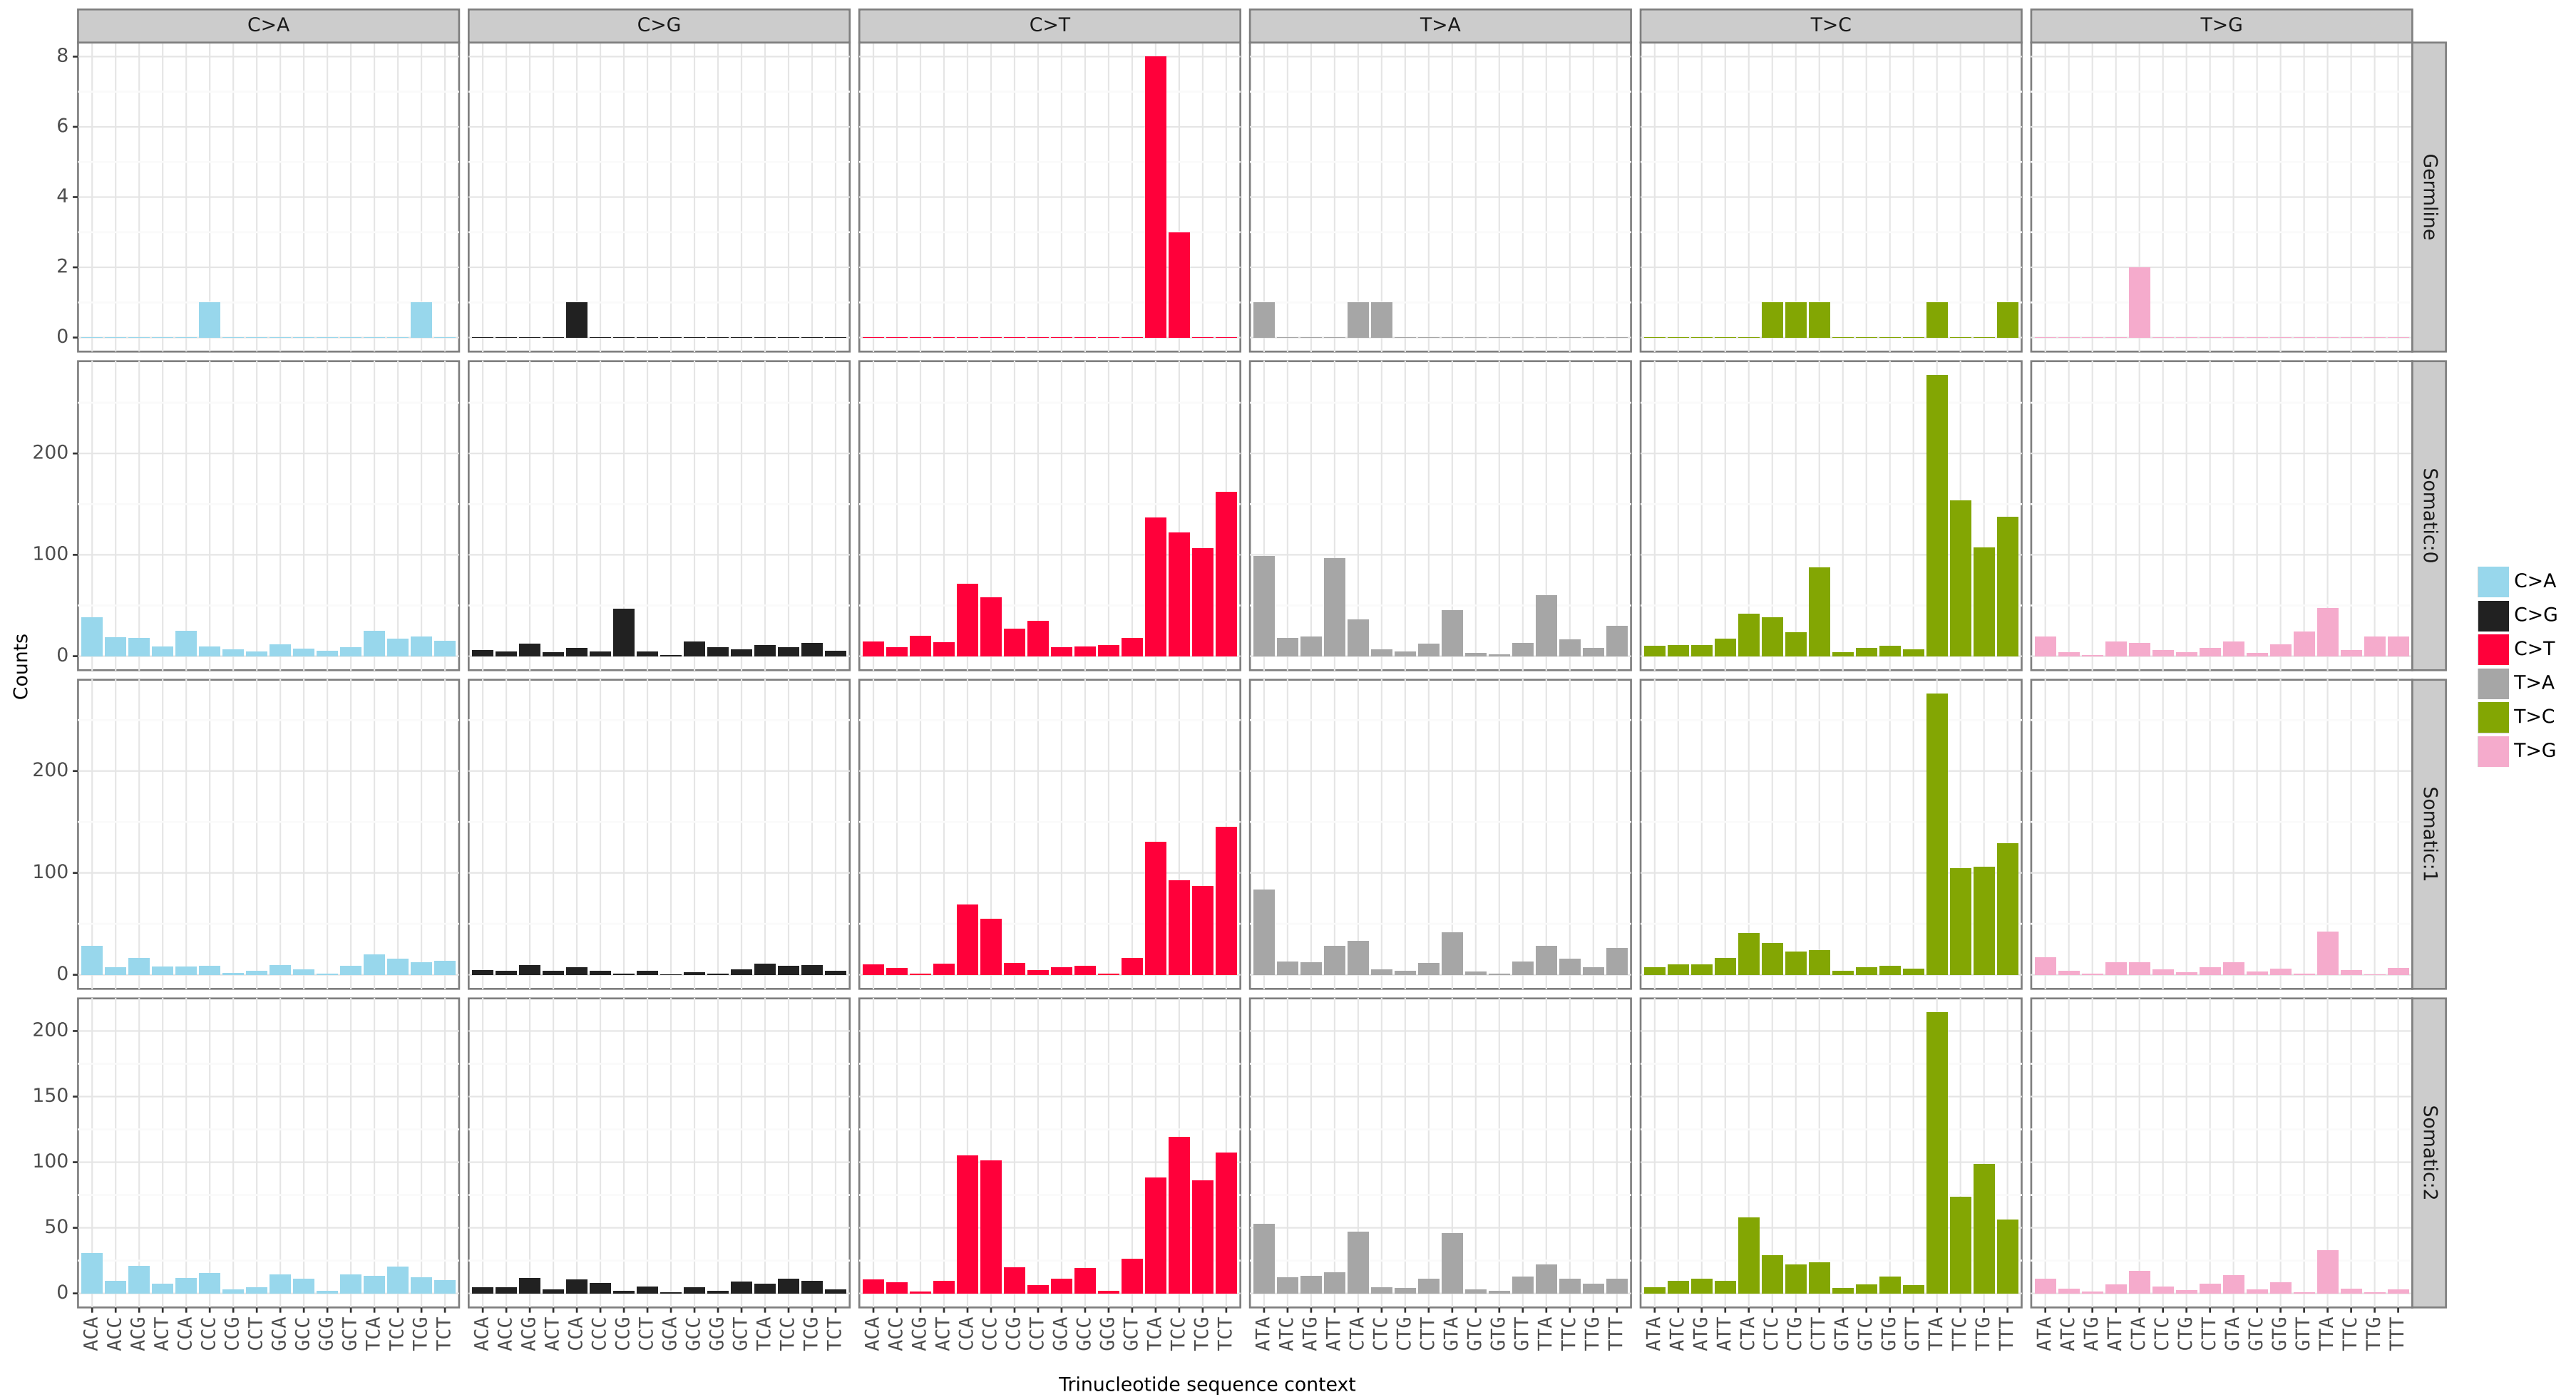 C>A C>G C>T T>A T>C T>G
8
6
4
2
0
Germline
200
100
0
Somatic:0
200
100
0
Somatic:1
200
150
100
50
0
Somatic:2
Counts
ACA ACC ACG ACT CCA CCC CCG CCT GCA GCC GCG GCT TCA TCC TCG TCT
ACA ACC ACG ACT CCA CCC CCG CCT GCA GCC GCG GCT TCA TCC TCG TCT
ACA ACC ACG ACT CCA CCC CCG CCT GCA GCC GCG GCT TCA TCC TCG TCT
ATA ATC ATG ATT CTA CTC CTG CTT GTA GTC GTG GTT TTA TTC TTG TTT
ATA ATC ATG ATT CTA CTC CTG CTT GTA GTC GTG GTT TTA TTC TTG TTT
ATA ATC ATG ATT CTA CTC CTG CTT GTA GTC GTG GTT TTA TTC TTG TTT
Trinucleotide sequence context
C>A
C>G
C>T
T>A
T>C
T>G